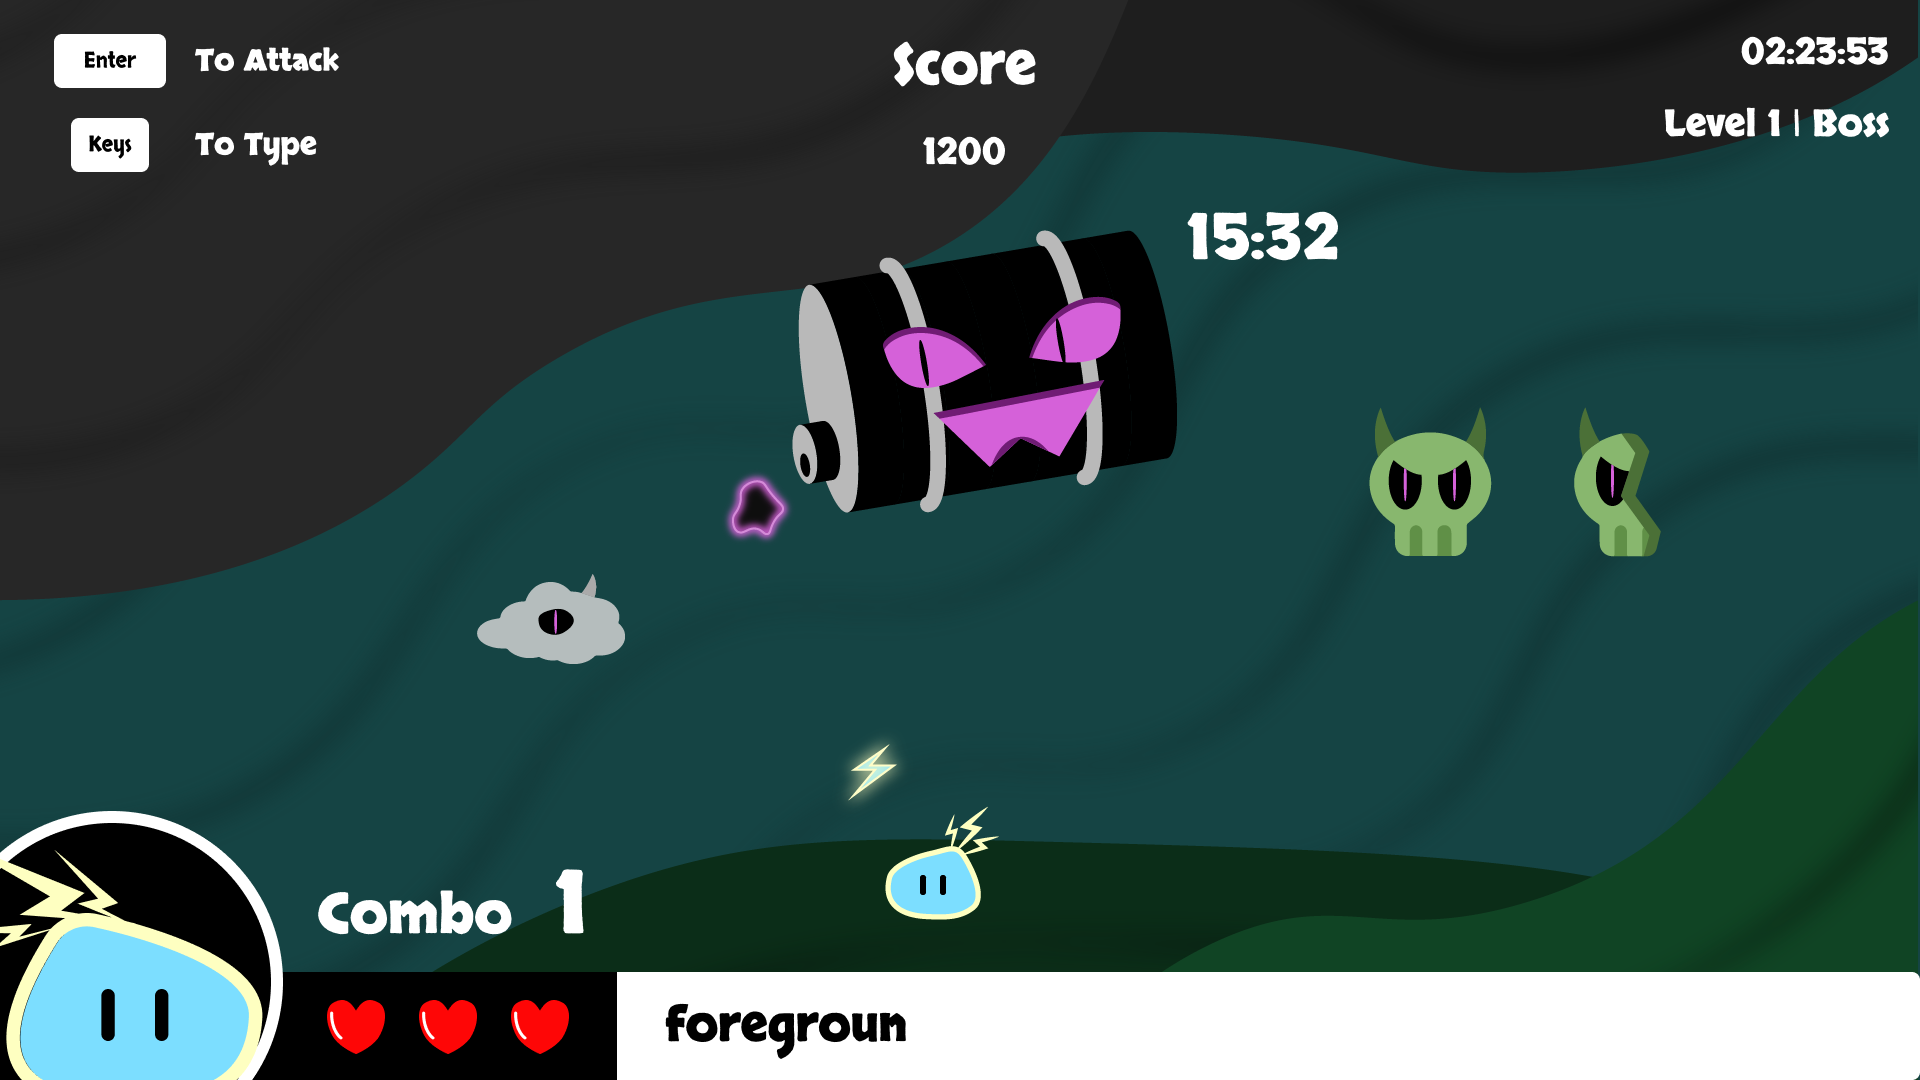 Enter To Attack
Keys To Type
Score
1200
02:23:53
Level 1 | Boss
15:32
Combo 1
foregroun